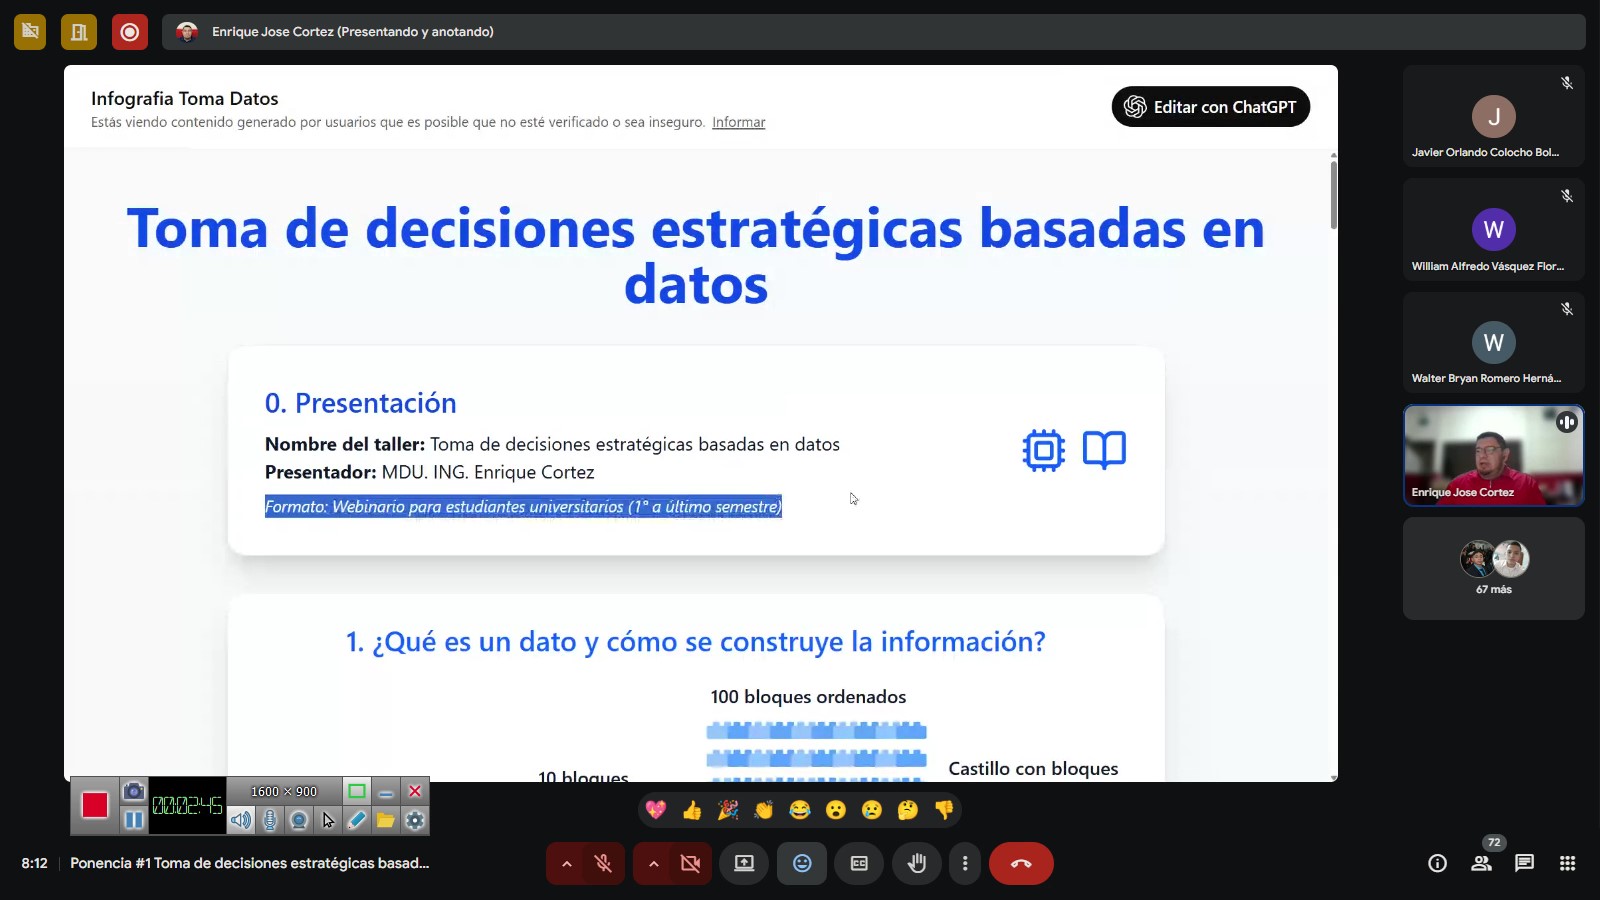 Enrique Jose Cortez (Presentando y anotando)
Infografia Toma Datos
Estás viendo contenido generado por usuarios que es posible que no esté verificado o sea inseguro. Informar
Editar con ChatGPT
Toma de decisiones estratégicas basadas en
datos
0. Presentación
Nombre del taller: Toma de decisiones estratégicas basadas en datos
Presentador: MDU. ING. Enrique Cortez
Formato: Webinario para estudiantes universitarios (1° a último semestre)
1. ¿Qué es un dato y cómo se construye la información?
100 bloques ordenados
Castillo con bloques
10 bloques
J
Javier Orlando Colocho Bol...
W
William Alfredo Vásquez Flor...
W
Walter Bryan Romero Herná...
Enrique Jose Cortez
67 más
1600 × 900
00:02:45
8:12
Ponencia #1 Toma de decisiones estratégicas basad...
CC
72